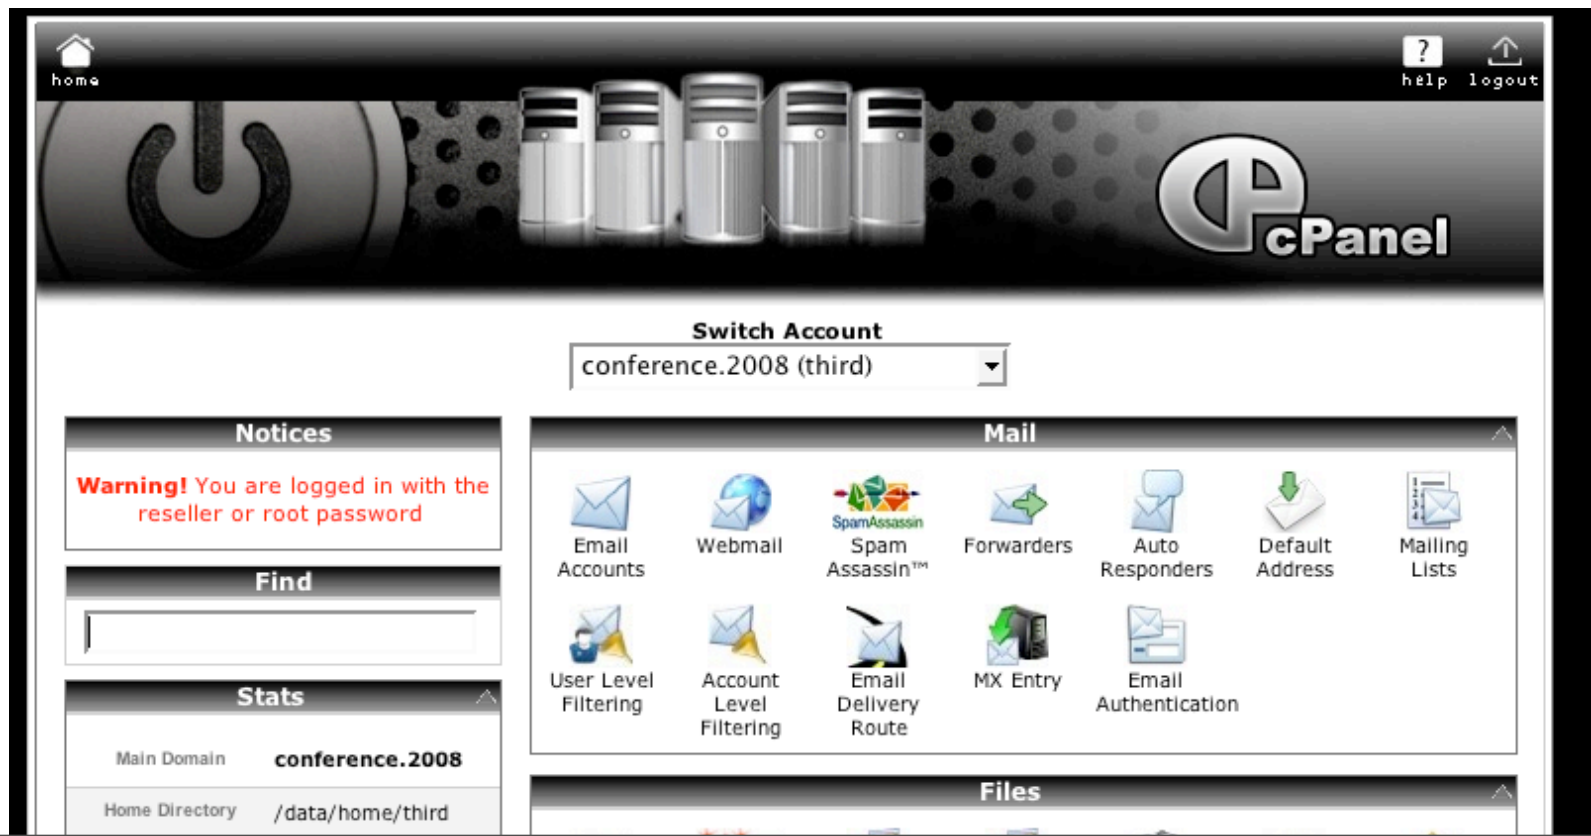 home
?
help
logout
cPanel
Switch Account
conference.2008 (third)
Notices
Warning! You are logged in with the
reseller or root password
Find
Stats
Main Domain conference.2008
Home Directory /data/home/third
Mail
SpamAssassin
Email
Accounts
Webmail
Spam
Assassin™
Forwarders
Auto
Responders
Default
Address
Mailing
Lists
User Level
Filtering
Account
Level
Filtering
Email
Delivery
Route
MX Entry
Email
Authentication
Files